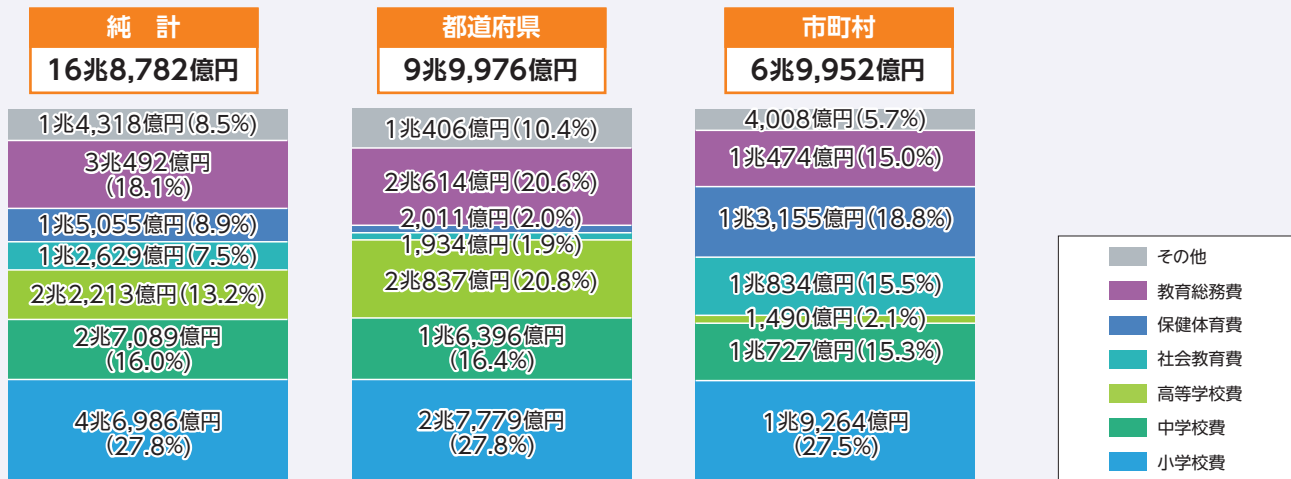 純　計
16兆8,782億円
1兆4,318億円(8.5%)
3兆492億円
(18.1%)
1兆5,055億円(8.9%)
1兆2,629億円(7.5%)
2兆2,213億円(13.2%)
2兆7,089億円
(16.0%)
4兆6,986億円
(27.8%)
都道府県
9兆9,976億円
1兆406億円(10.4%)
2兆614億円(20.6%)
2,011億円(2.0%)
1,934億円(1.9%)
2兆837億円(20.8%)
1兆6,396億円
(16.4%)
2兆7,779億円
(27.8%)
市町村
6兆9,952億円
4,008億円(5.7%)
1兆474億円(15.0%)
1兆3,155億円(18.8%)
1兆834億円(15.5%)
1,490億円(2.1%)
1兆727億円(15.3%)
1兆9,264億円
(27.5%)
その他
教育総務費
保健体育費
社会教育費
高等学校費
中学校費
小学校費